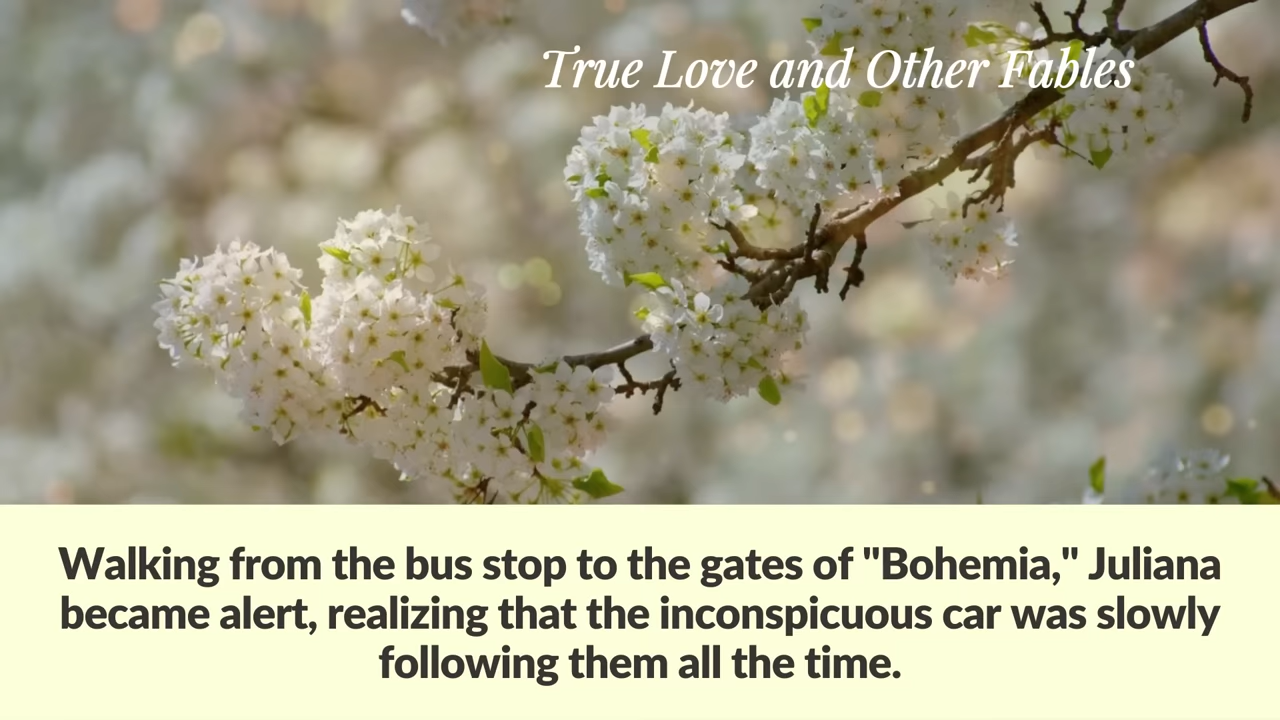 True Love and Other Fables
Walking from the bus stop to the gates of "Bohemia," Juliana
became alert, realizing that the inconspicuous car was slowly
following them all the time.